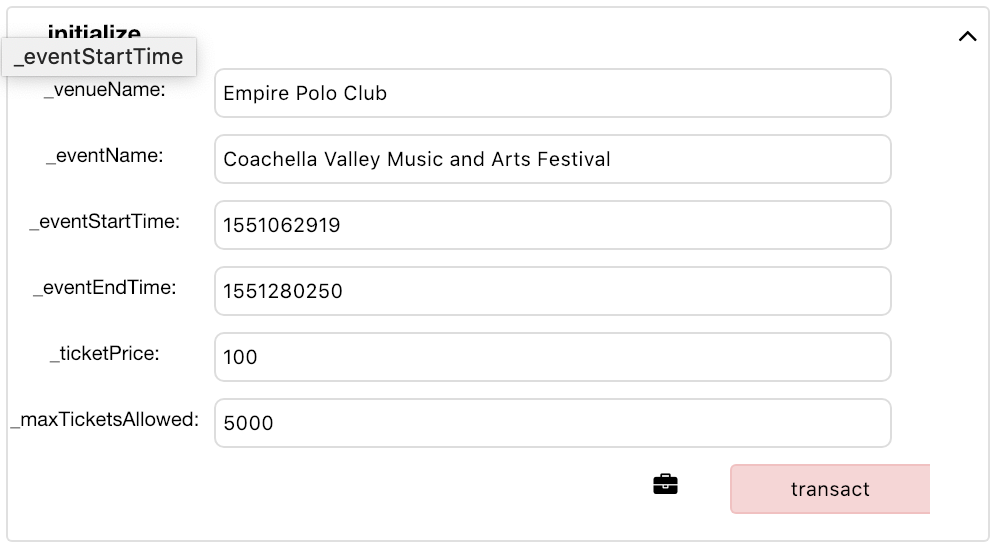 initialize
_eventStartTime
_venueName: Empire Polo Club
_eventName: Coachella Valley Music and Arts Festival
_eventStartTime: 1551062919
_eventEndTime: 1551280250
_ticketPrice: 100
_maxTicketsAllowed: 5000
transact